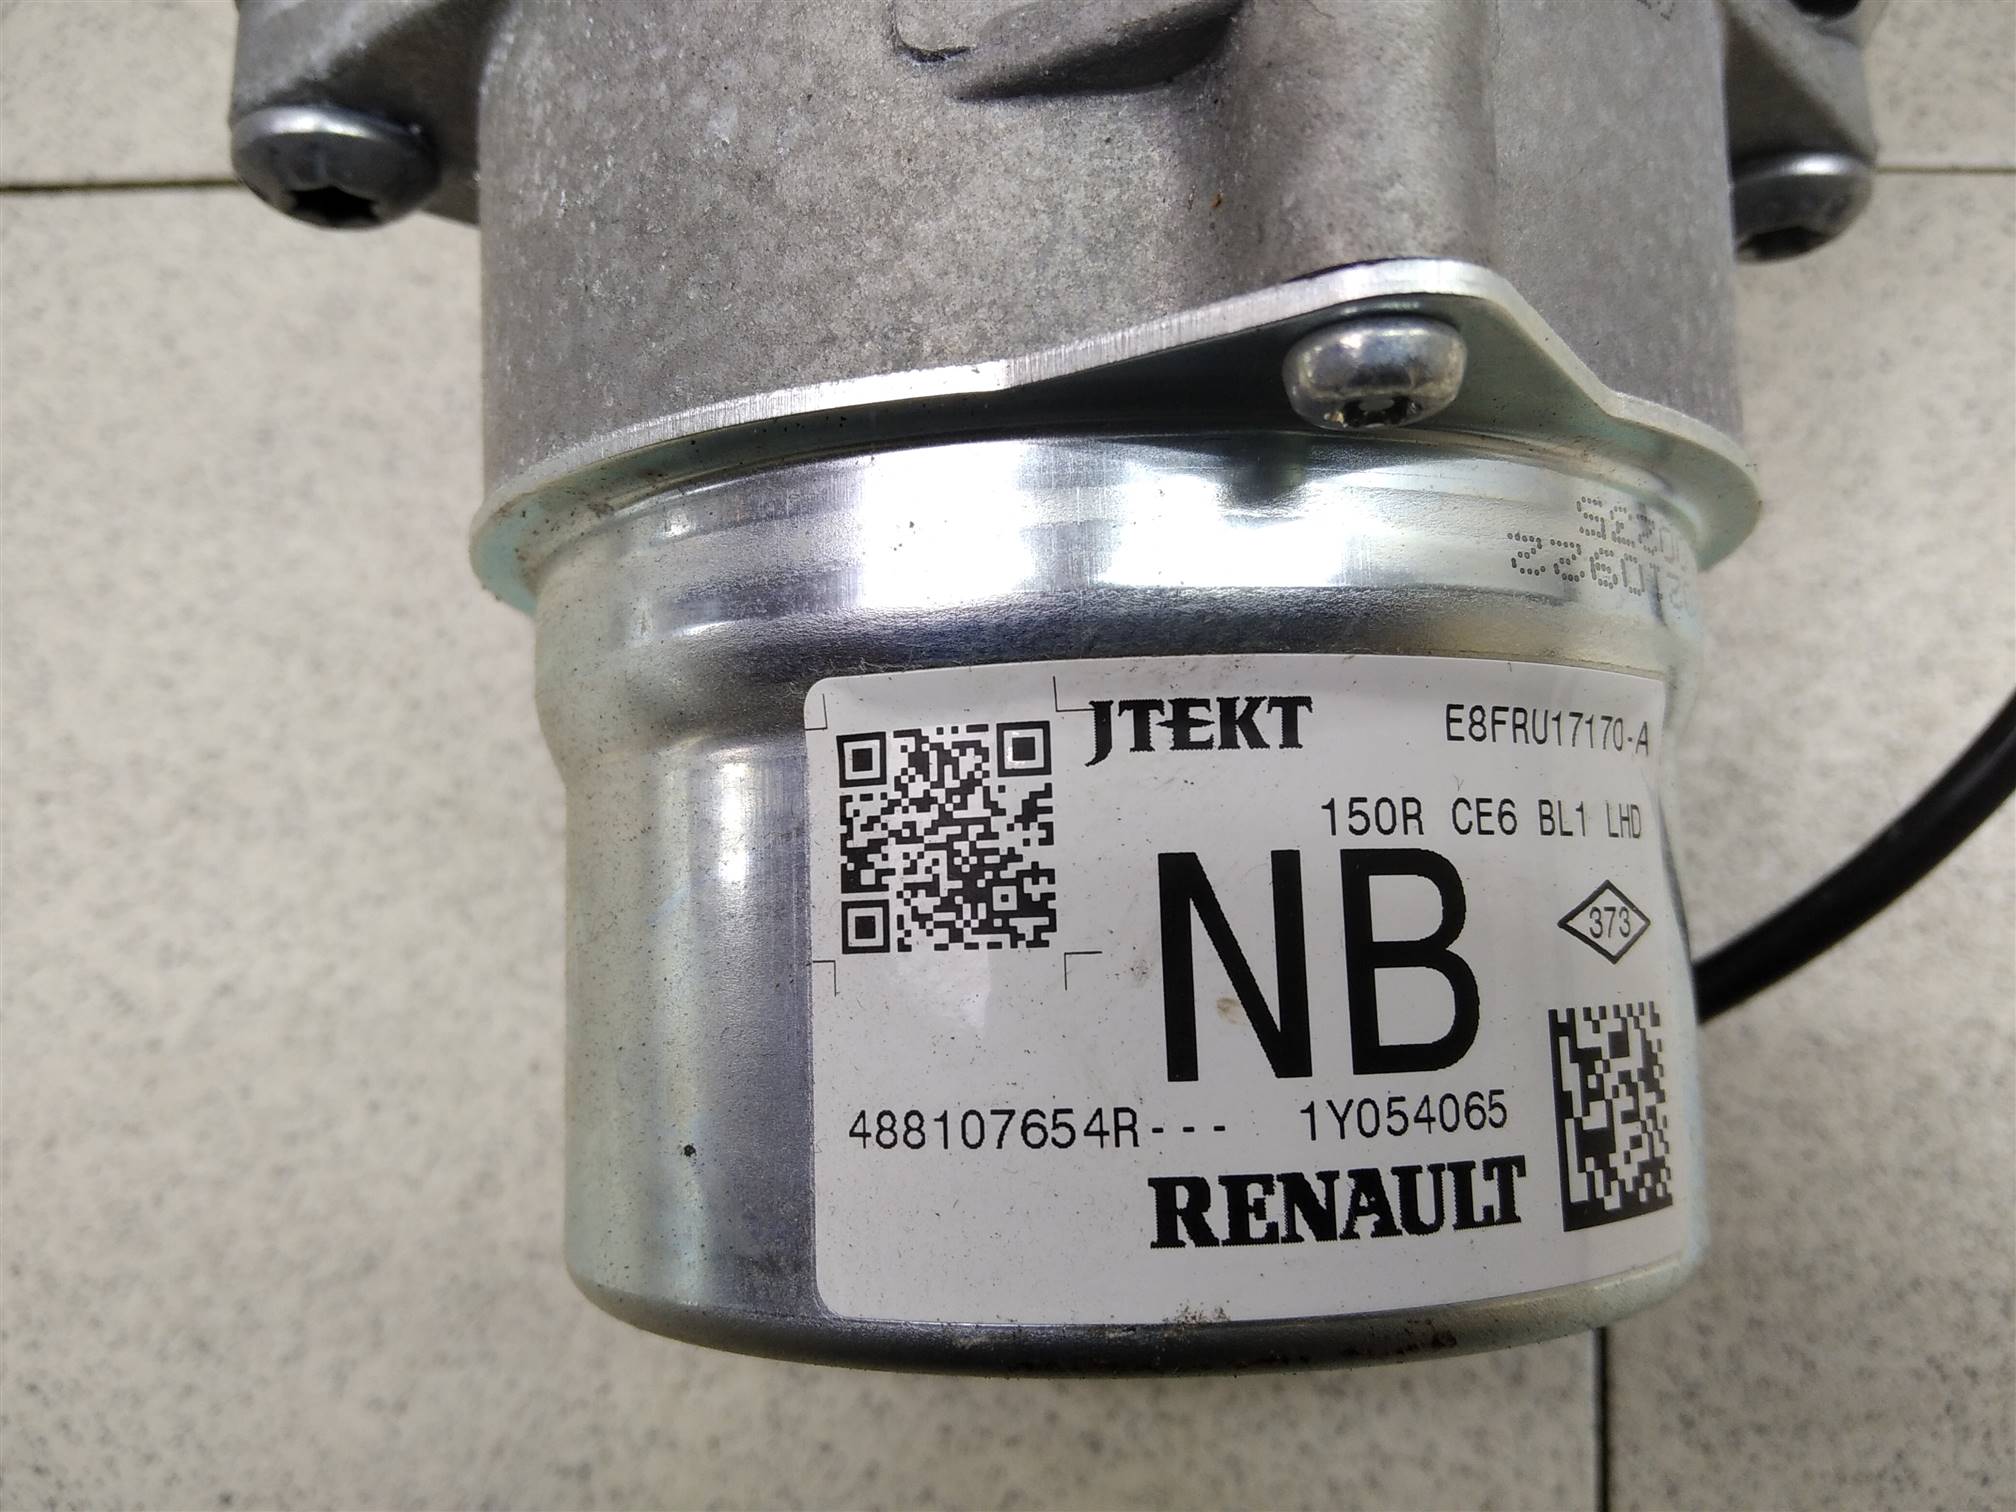 JTEKT E8FRU17170-A
150R CE6 BL1 LHD
NB
373
488107654R--- 1Y054065
RENAULT